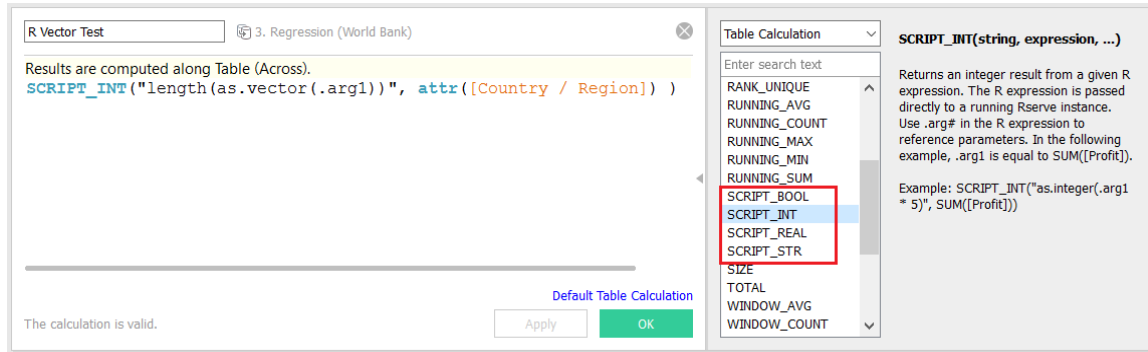 R Vector Test
3. Regression (World Bank)
Results are computed along Table (Across).
SCRIPT_INT("length(as.vector(.arg1))", attr([Country / Region]) )
Default Table Calculation
The calculation is valid.
Apply
OK
Table Calculation
Enter search text
RANK_UNIQUE
RUNNING_AVG
RUNNING_COUNT
RUNNING_MAX
RUNNING_MIN
RUNNING_SUM
SCRIPT_BOOL
SCRIPT_INT
SCRIPT_REAL
SCRIPT_STR
SIZE
TOTAL
WINDOW_AVG
WINDOW_COUNT
SCRIPT_INT(string, expression, ...)
Returns an integer result from a given R
expression. The R expression is passed
directly to a running Rserve instance.
Use .arg# in the R expression to
reference parameters. In the following
example, .arg1 is equal to SUM([Profit]).
Example: SCRIPT_INT("as.integer(.arg1
* 5)", SUM([Profit]))